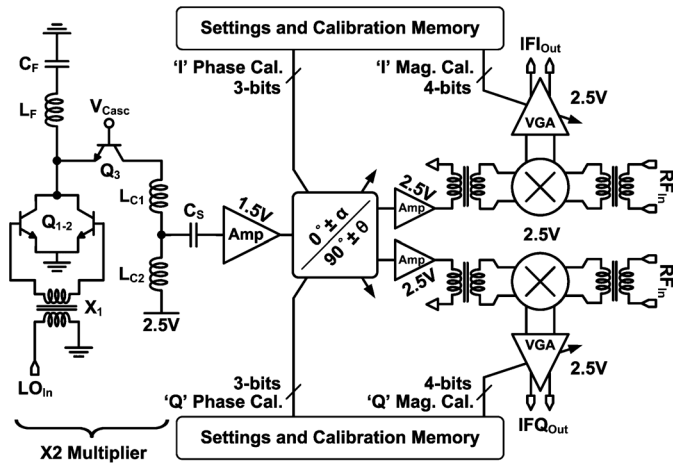 Settings and Calibration Memory
'I' Phase Cal.
3-bits
'I' Mag. Cal.
4-bits
IFI_Out
2.5V
VGA
C_F
L_F
V_Casc
Q_3
Q_1-2
L_C1
L_C2
2.5V
C_S
1.5V
Amp
0° ± α
90° ± θ
2.5V
Amp
Amp
2.5V
RF_In
2.5V
RF_In
X_1
LO_In
X2 Multiplier
VGA
2.5V
IFQ_Out
3-bits
'Q' Phase Cal.
4-bits
'Q' Mag. Cal.
Settings and Calibration Memory